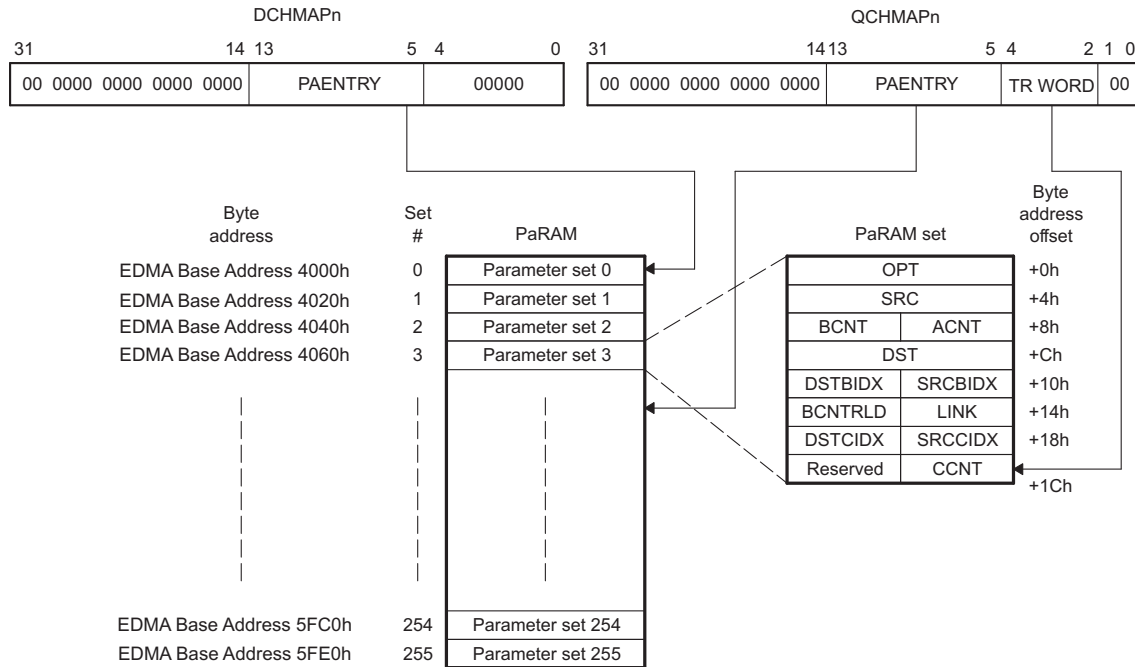 DCHMAPn
QCHMAPn
31 14 13 5 4 0
31 14 13 5 4 2 1 0
00 0000 0000 0000 0000 PAENTRY 00000
00 0000 0000 0000 0000 PAENTRY TR WORD 00
Byte
address
Set
#
PaRAM
PaRAM set
Byte
address
offset
EDMA Base Address 4000h 0 Parameter set 0
EDMA Base Address 4020h 1 Parameter set 1
EDMA Base Address 4040h 2 Parameter set 2
EDMA Base Address 4060h 3 Parameter set 3
OPT +0h
SRC +4h
BCNT ACNT +8h
DST +Ch
DSTBIDX SRCBIDX +10h
BCNTRLD LINK +14h
DSTCIDX SRCCIDX +18h
Reserved CCNT
+1Ch
EDMA Base Address 5FC0h 254 Parameter set 254
EDMA Base Address 5FE0h 255 Parameter set 255